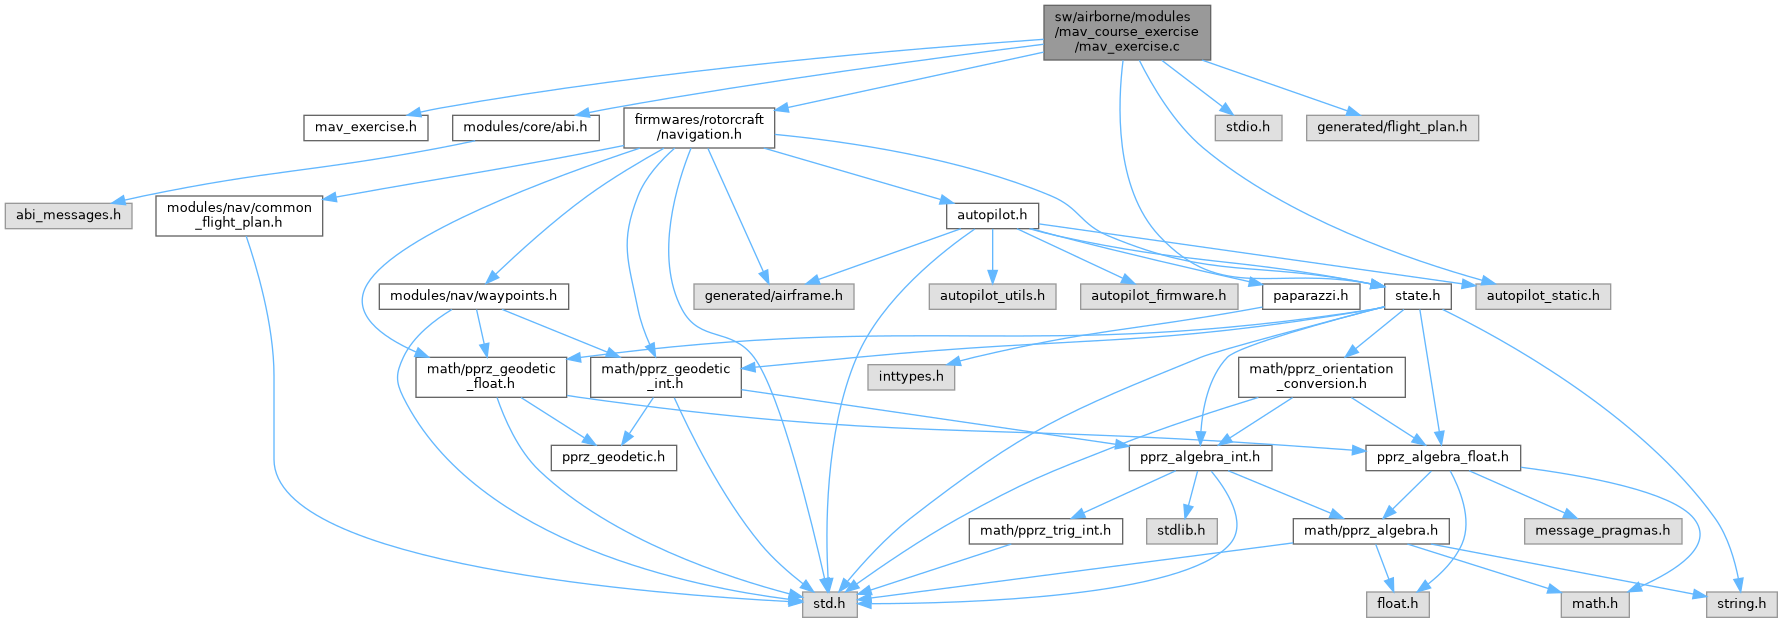 sw/airborne/modules
/mav_course_exercise
/mav_exercise.c
mav_exercise.h
modules/core/abi.h
firmwares/rotorcraft
/navigation.h
stdio.h
generated/flight_plan.h
abi_messages.h
modules/nav/common
_flight_plan.h
autopilot.h
modules/nav/waypoints.h
generated/airframe.h
autopilot_utils.h
autopilot_firmware.h
paparazzi.h
state.h
autopilot_static.h
math/pprz_geodetic
_float.h
math/pprz_geodetic
_int.h
inttypes.h
math/pprz_orientation
_conversion.h
pprz_geodetic.h
pprz_algebra_int.h
pprz_algebra_float.h
math/pprz_trig_int.h
stdlib.h
math/pprz_algebra.h
message_pragmas.h
std.h
float.h
math.h
string.h